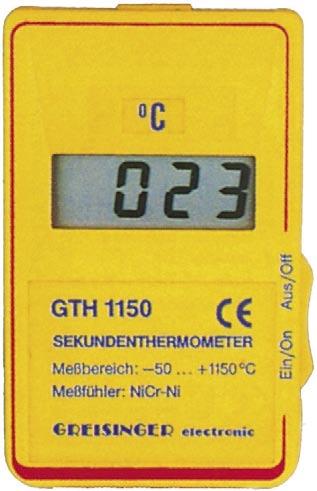 °C
023
GTH 1150 CE
SEKUNDENTHERMOMETER
Meßbereich: –50 ... +1150 °C
Meßfühler: NiCr-Ni
GREISINGER electronic
Ein/On Aus/Off